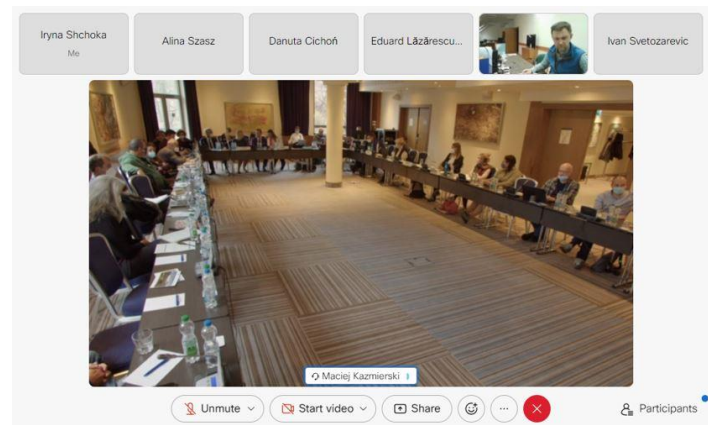 Iryna Shchoka
Me
Alina Szasz
Danuta Cichoń
Eduard Lăzărescu...
Ivan Svetozarevic
Maciej Kazmierski
Unmute
Start video
Share
Participants